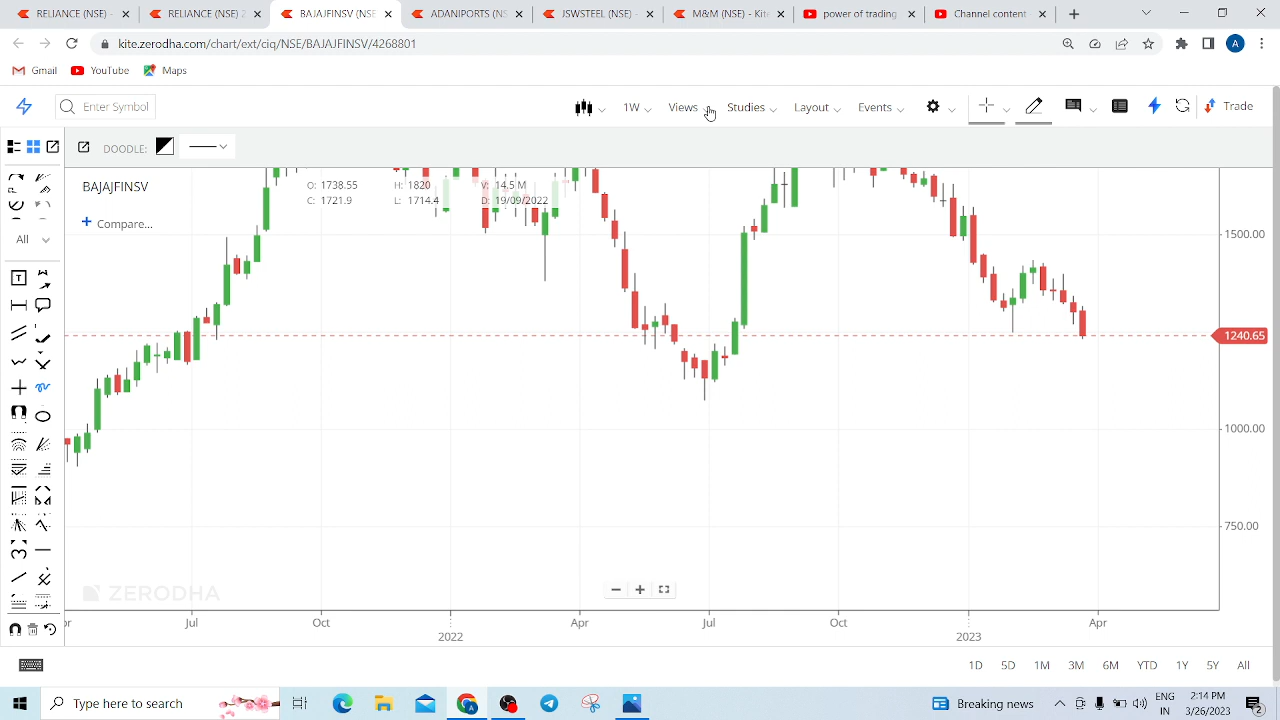 RELIANCE (NSE)
RELIANCE (NSE) 2
BAJAJFINSV (NSE
ADANIPORTS (NS
JSWSTEEL (NSE) -
M&M (NSE) - Kite
power of trading
Channel content
kite.zerodha.com/chart/ext/ciq/NSE/BAJAJFINSV/4268801
A
Gmail
YouTube
Maps
Enter Symbol
1W
Views
Studies
Layout
Events
Trade
DOODLE:
BAJAJFINSV
O: 1738.55 H: 1820 V: 14.5 M
C: 1721.9 L: 1714.4 D: 19/09/2022
Compare...
All
T
1500.00
1240.65
1000.00
750.00
ZERODHA
Jul Oct Apr Jul Oct Apr
2022 2023
1D 5D 1M 3M 6M YTD 1Y 5Y All
Type here to search
Breaking news
ENG
IN
2:14 PM
3/26/2023
2